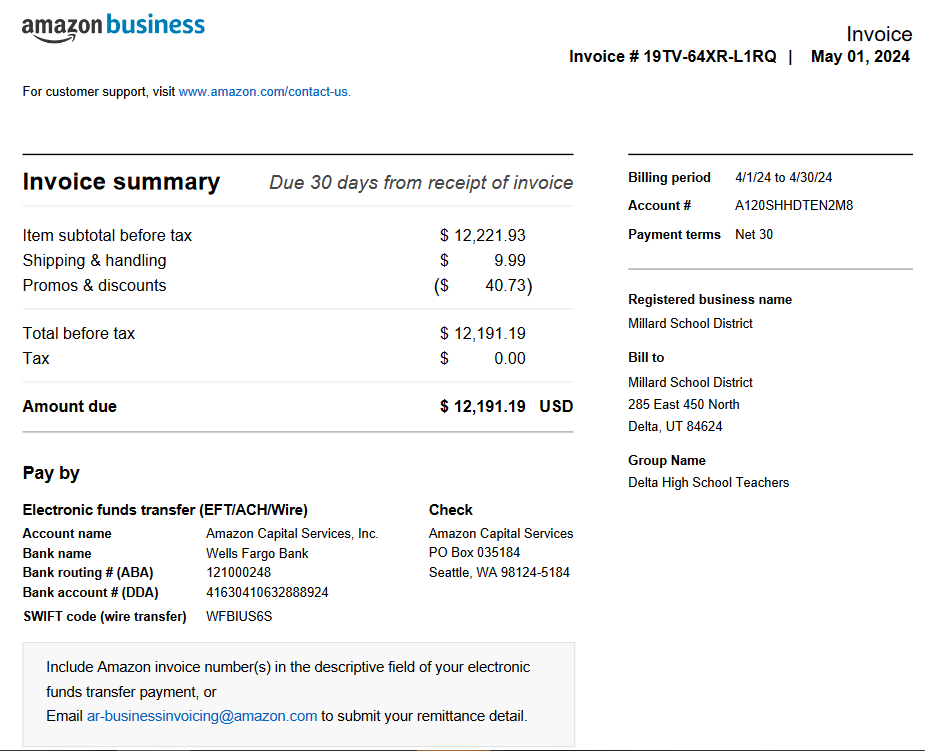 amazon business
Invoice
Invoice # 19TV-64XR-L1RQ | May 01, 2024
For customer support, visit www.amazon.com/contact-us.
Invoice summary Due 30 days from receipt of invoice
Item subtotal before tax $ 12,221.93
Shipping & handling $ 9.99
Promos & discounts ($ 40.73)
Total before tax $ 12,191.19
Tax $ 0.00
Amount due $ 12,191.19 USD
Billing period 4/1/24 to 4/30/24
Account # A120SHHDTEN2M8
Payment terms Net 30
Registered business name
Millard School District
Bill to
Millard School District
285 East 450 North
Delta, UT 84624
Group Name
Delta High School Teachers
Pay by
Electronic funds transfer (EFT/ACH/Wire)
Account name Amazon Capital Services, Inc.
Bank name Wells Fargo Bank
Bank routing # (ABA) 121000248
Bank account # (DDA) 41630410632888924
SWIFT code (wire transfer) WFBIUS6S
Check
Amazon Capital Services
PO Box 035184
Seattle, WA 98124-5184
Include Amazon invoice number(s) in the descriptive field of your electronic
funds transfer payment, or
Email ar-businessinvoicing@amazon.com to submit your remittance detail.